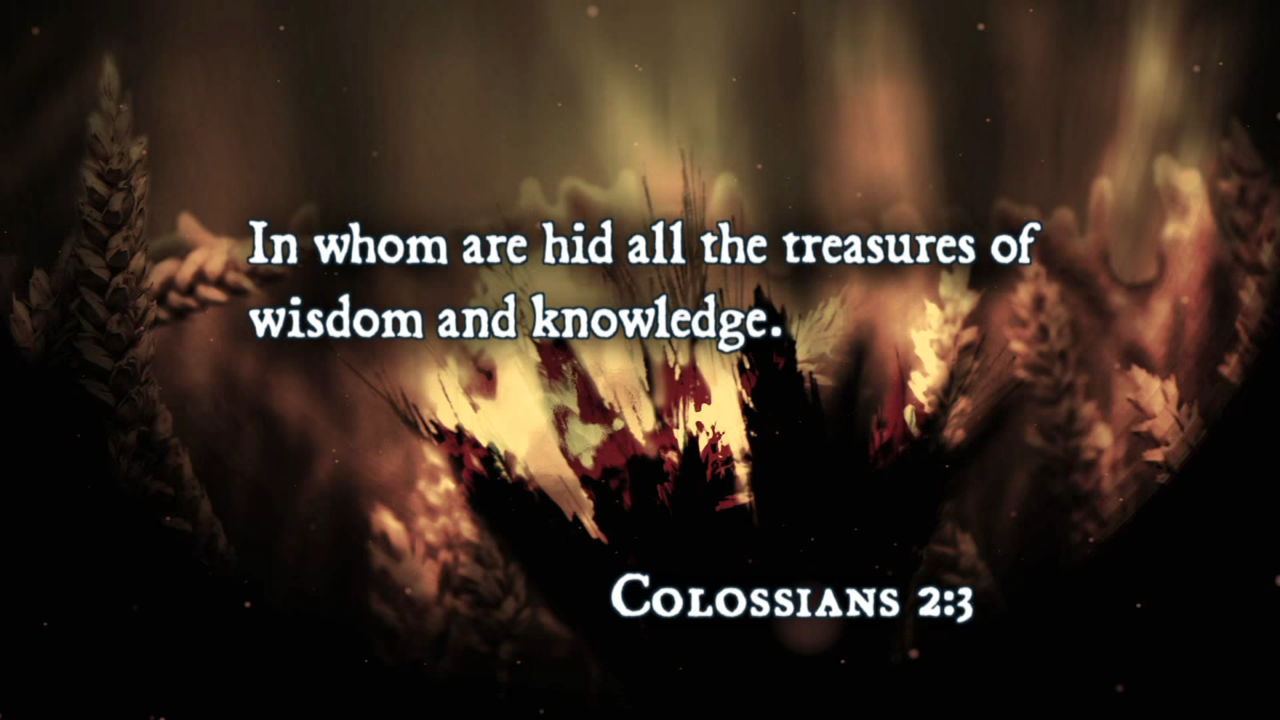 In whom are hid all the treasures of
wisdom and knowledge.
Colossians 2:3